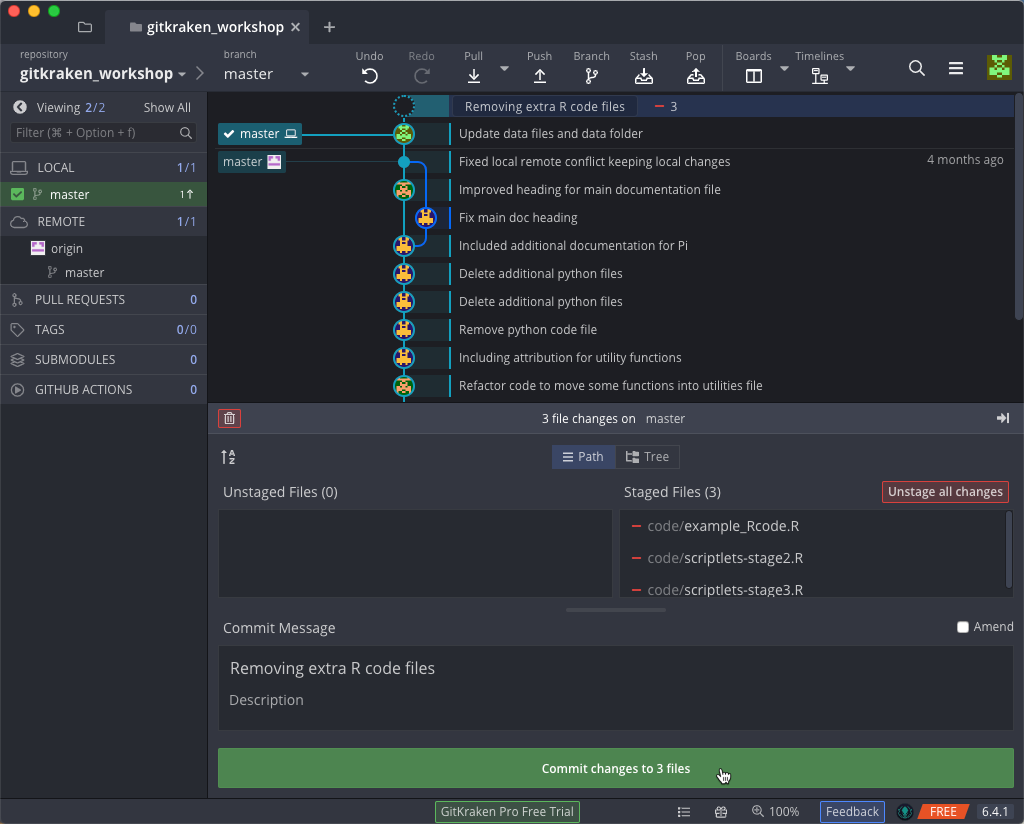 gitkraken_workshop
repository
gitkraken_workshop
branch
master
Undo
Redo
Pull
Push
Branch
Stash
Pop
Boards
Timelines
Viewing 2/2
Show All
Filter (⌘ + Option + f)
LOCAL 1/1
master 1↑
REMOTE 1/1
origin
master
PULL REQUESTS 0
TAGS 0/0
SUBMODULES 0
GITHUB ACTIONS 0
Removing extra R code files 3
master
Update data files and data folder
master
Fixed local remote conflict keeping local changes
4 months ago
Improved heading for main documentation file
Fix main doc heading
Included additional documentation for Pi
Delete additional python files
Delete additional python files
Remove python code file
Including attribution for utility functions
Refactor code to move some functions into utilities file
3 file changes on master
A
Z
Path
Tree
Unstaged Files (0)
Staged Files (3)
Unstage all changes
code/example_Rcode.R
code/scriptlets-stage2.R
code/scriptlets-stage3.R
Commit Message
Amend
Removing extra R code files
Description
Commit changes to 3 files
GitKraken Pro Free Trial
100%
Feedback
FREE
6.4.1